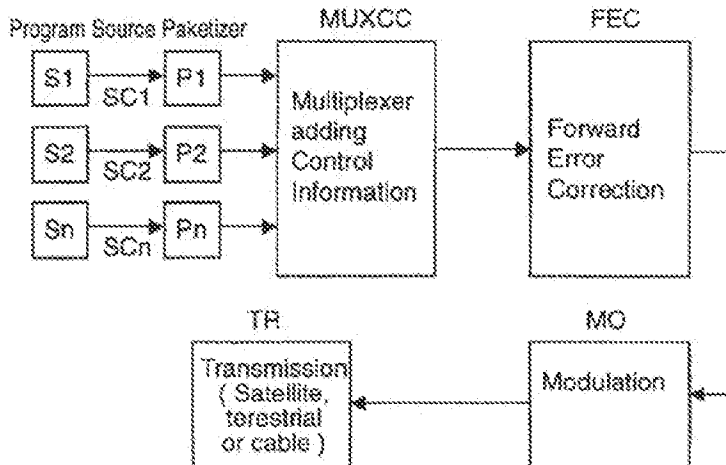 MUXCC
FEC
Program Source Paketizer
S1
SC1
P1
S2
SC2
P2
Sn
SCn
Pn
Multiplexer
adding
Control
Information
Forward
Error
Correction
TR
MO
Transmission
( Satellite,
terestrial
or cable )
Modulation